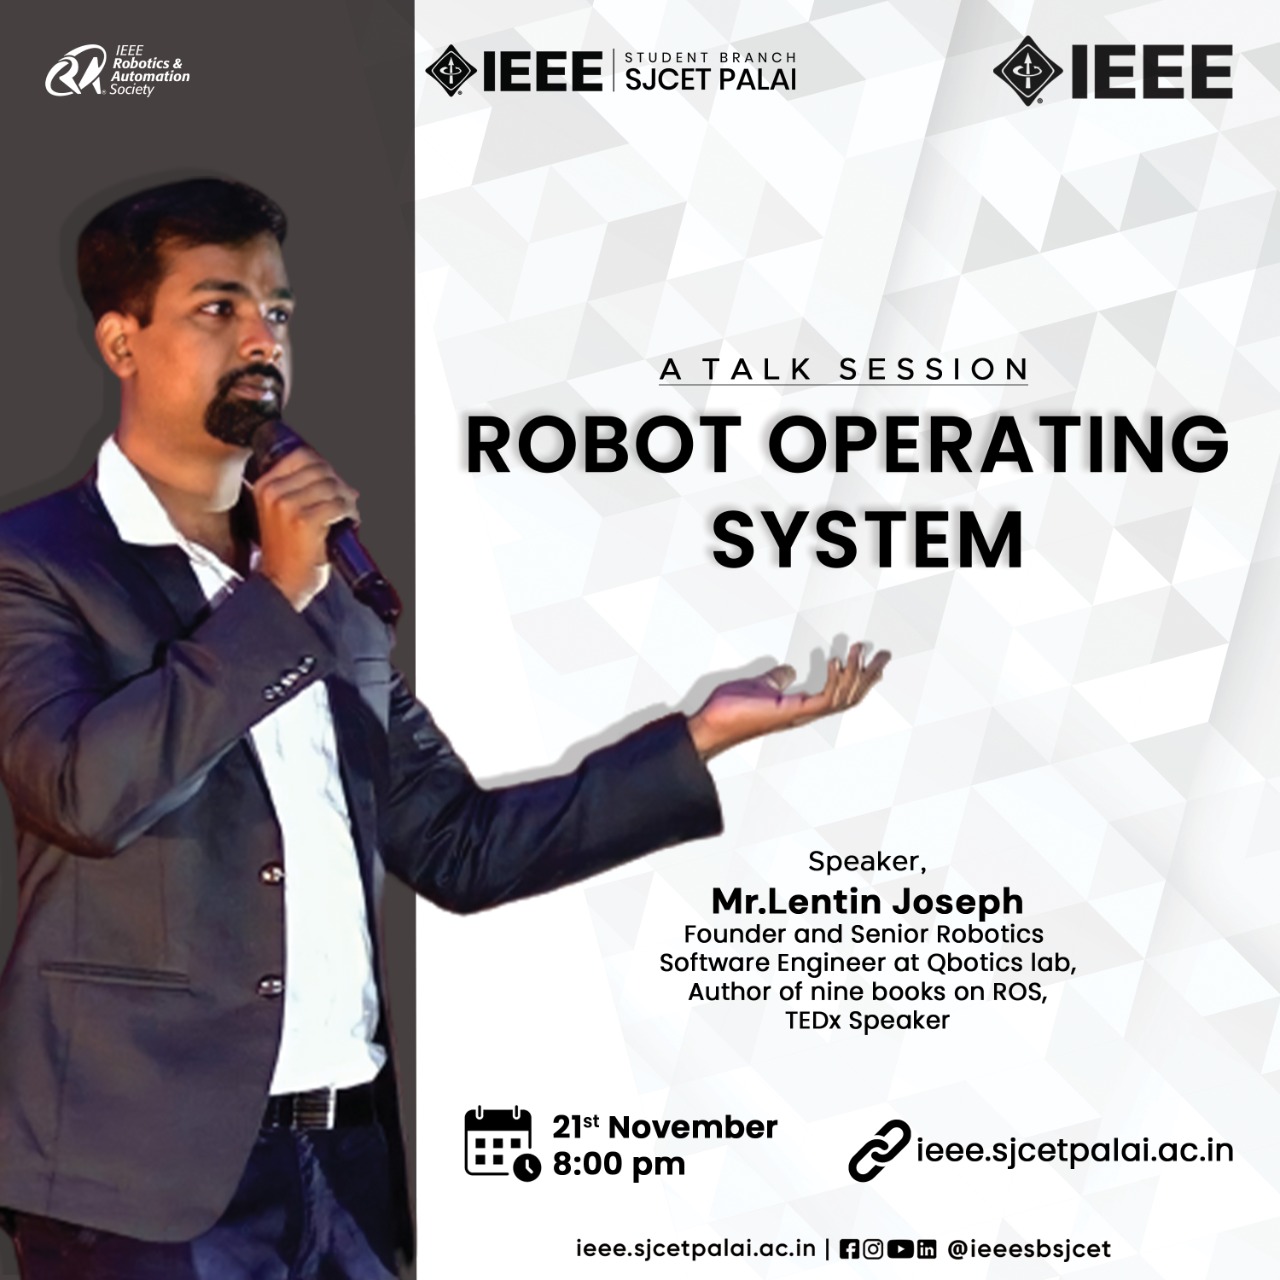 IEEE
Robotics &
Automation
Society
IEEE
STUDENT BRANCH
SJCET PALAI
IEEE
A TALK SESSION
ROBOT OPERATING
SYSTEM
Speaker,
Mr.Lentin Joseph
Founder and Senior Robotics
Software Engineer at Qbotics lab,
Author of nine books on ROS,
TEDx Speaker
21st November
8:00 pm
ieee.sjcetpalai.ac.in
ieee.sjcetpalai.ac.in | @ieeesbsjcet